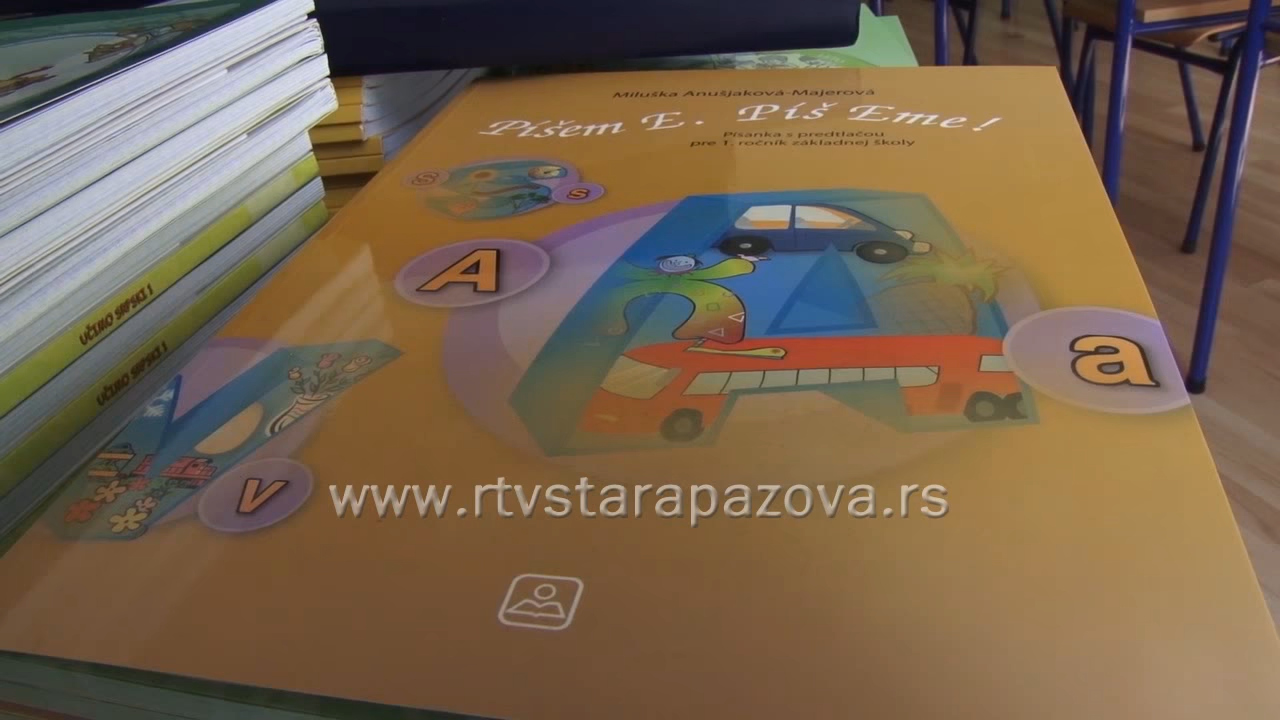 Miluška Anušjaková-Majerová
Píšem E. Píš Eme!
Písanka s predtlačou
pre 1. ročník základnej školy
S
s
A
a
v
UČIMO SRPSKI 1
UČIMO SRPSKI 1
www.rtvstarapazova.rs